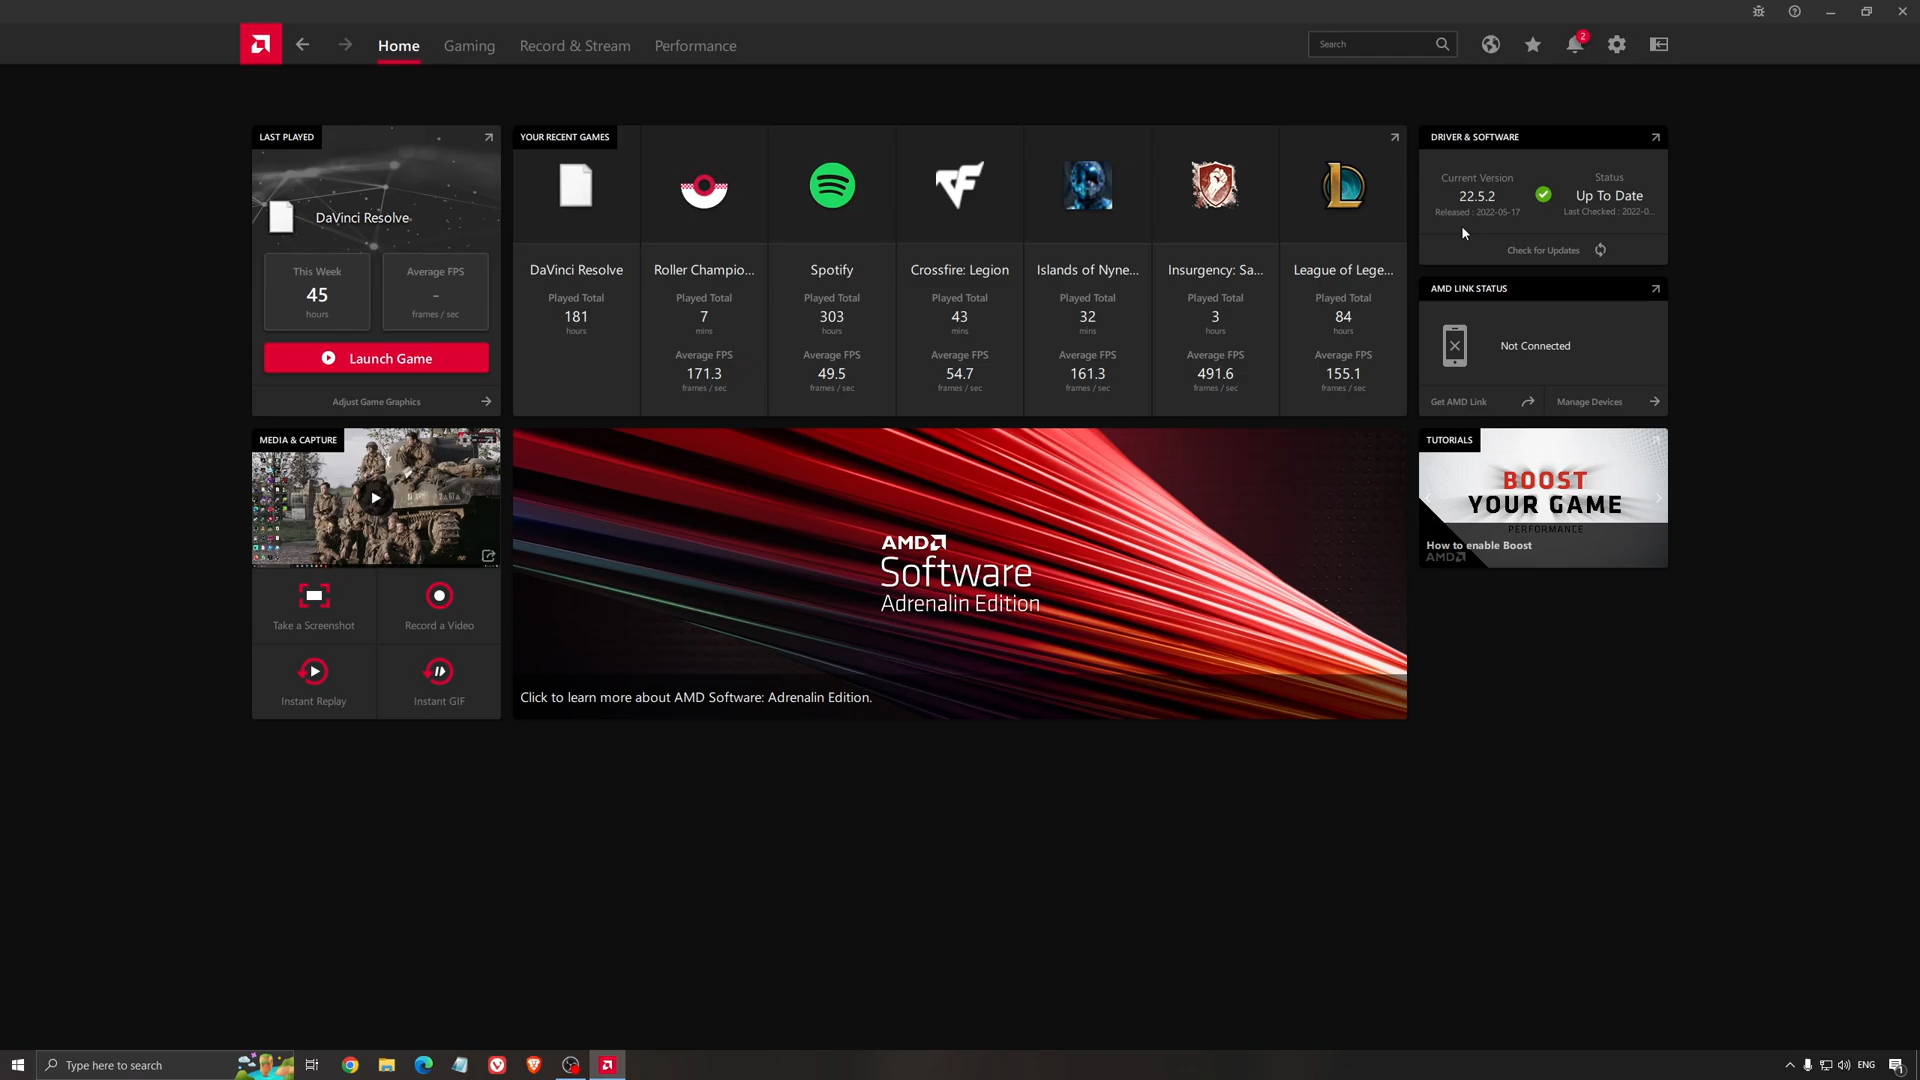 Home
Gaming
Record & Stream
Performance
Search
2
LAST PLAYED
DaVinci Resolve
This Week
45
hours
Average FPS
–
frames / sec
Launch Game
Adjust Game Graphics
YOUR RECENT GAMES
DaVinci Resolve
Played Total
181
hours
Roller Champio...
Played Total
7
mins
Average FPS
171.3
frames / sec
Spotify
Played Total
303
hours
Average FPS
49.5
frames / sec
Crossfire: Legion
Played Total
43
mins
Average FPS
54.7
frames / sec
Islands of Nyne...
Played Total
32
mins
Average FPS
161.3
frames / sec
Insurgency: Sa...
Played Total
3
hours
Average FPS
491.6
frames / sec
League of Lege...
Played Total
84
hours
Average FPS
155.1
frames / sec
DRIVER & SOFTWARE
Current Version
22.5.2
Released : 2022-05-17
Status
Up To Date
Last Checked : 2022-0...
Check for Updates
AMD LINK STATUS
Not Connected
Get AMD Link
Manage Devices
MEDIA & CAPTURE
Take a Screenshot
Record a Video
Instant Replay
Instant GIF
AMD
Software
Adrenalin Edition
Click to learn more about AMD Software: Adrenalin Edition.
TUTORIALS
BOOST
YOUR GAME
PERFORMANCE
How to enable Boost
AMD
Type here to search
ENG
1